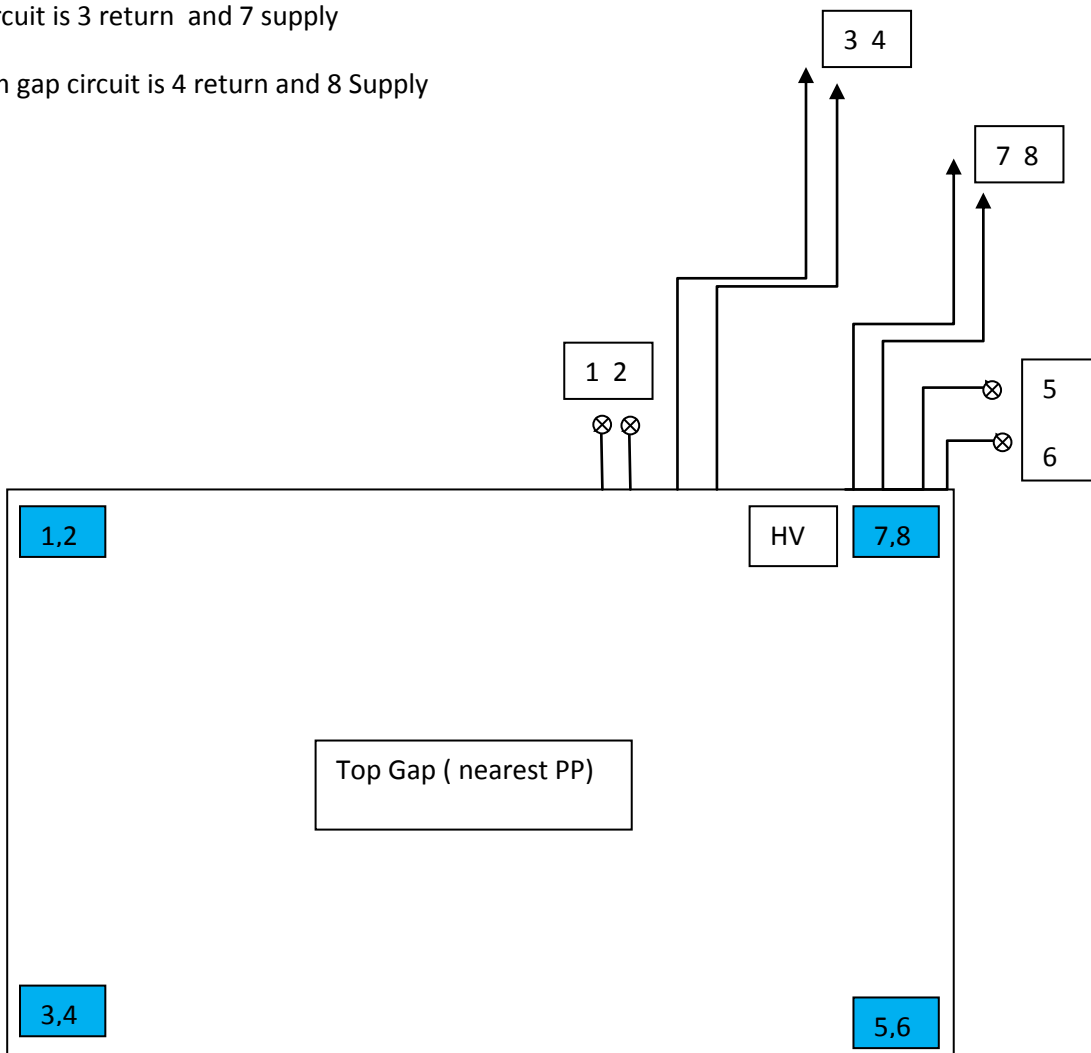 is 3 return and 7 supply
gap circuit is 4 return and 8 Supply
3 4
7 8
1 2
5
6
1,2
HV
7,8
Top Gap ( nearest PP)
3,4
5,6